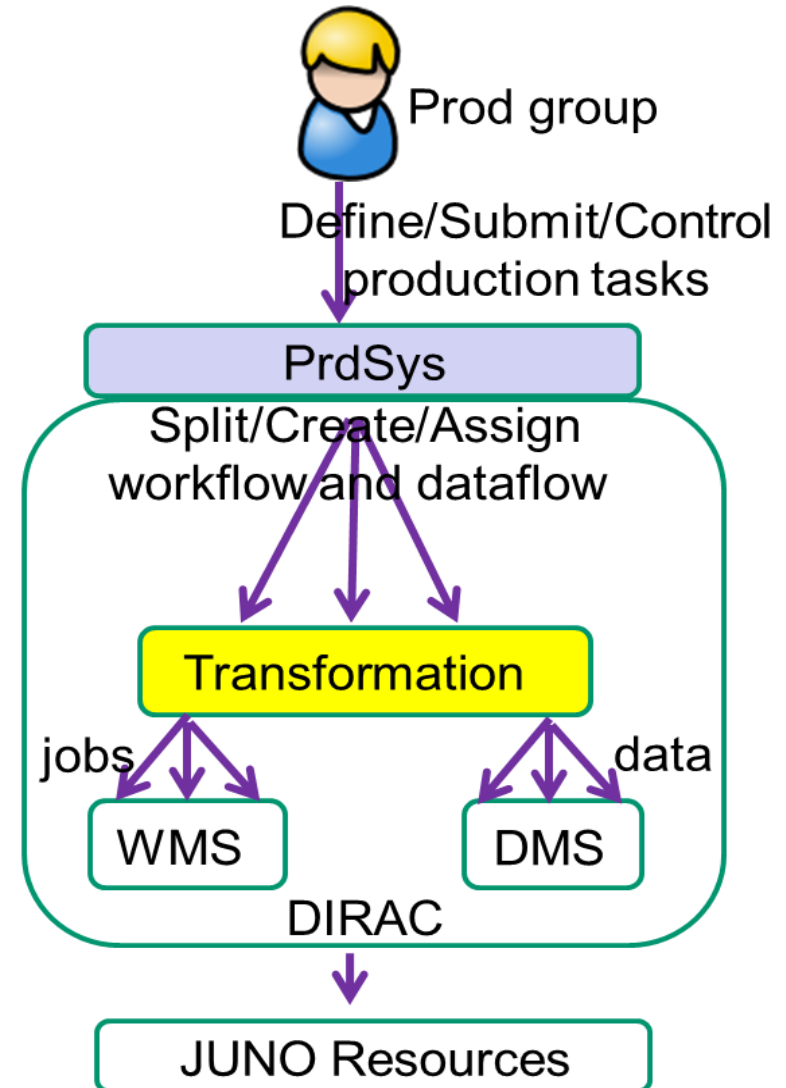 Prod group
Define/Submit/Control
production tasks
PrdSys
Split/Create/Assign
workflow and dataflow
Transformation
jobs
data
WMS
DMS
DIRAC
JUNO Resources